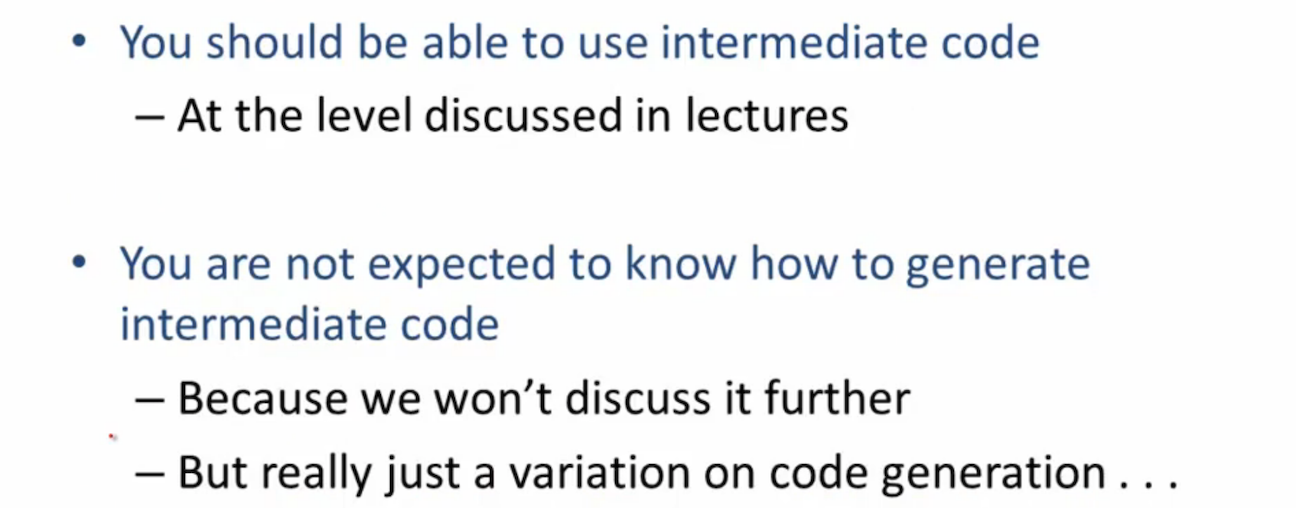 • You should be able to use intermediate code
– At the level discussed in lectures
• You are not expected to know how to generate
intermediate code
– Because we won’t discuss it further
– But really just a variation on code generation . . .